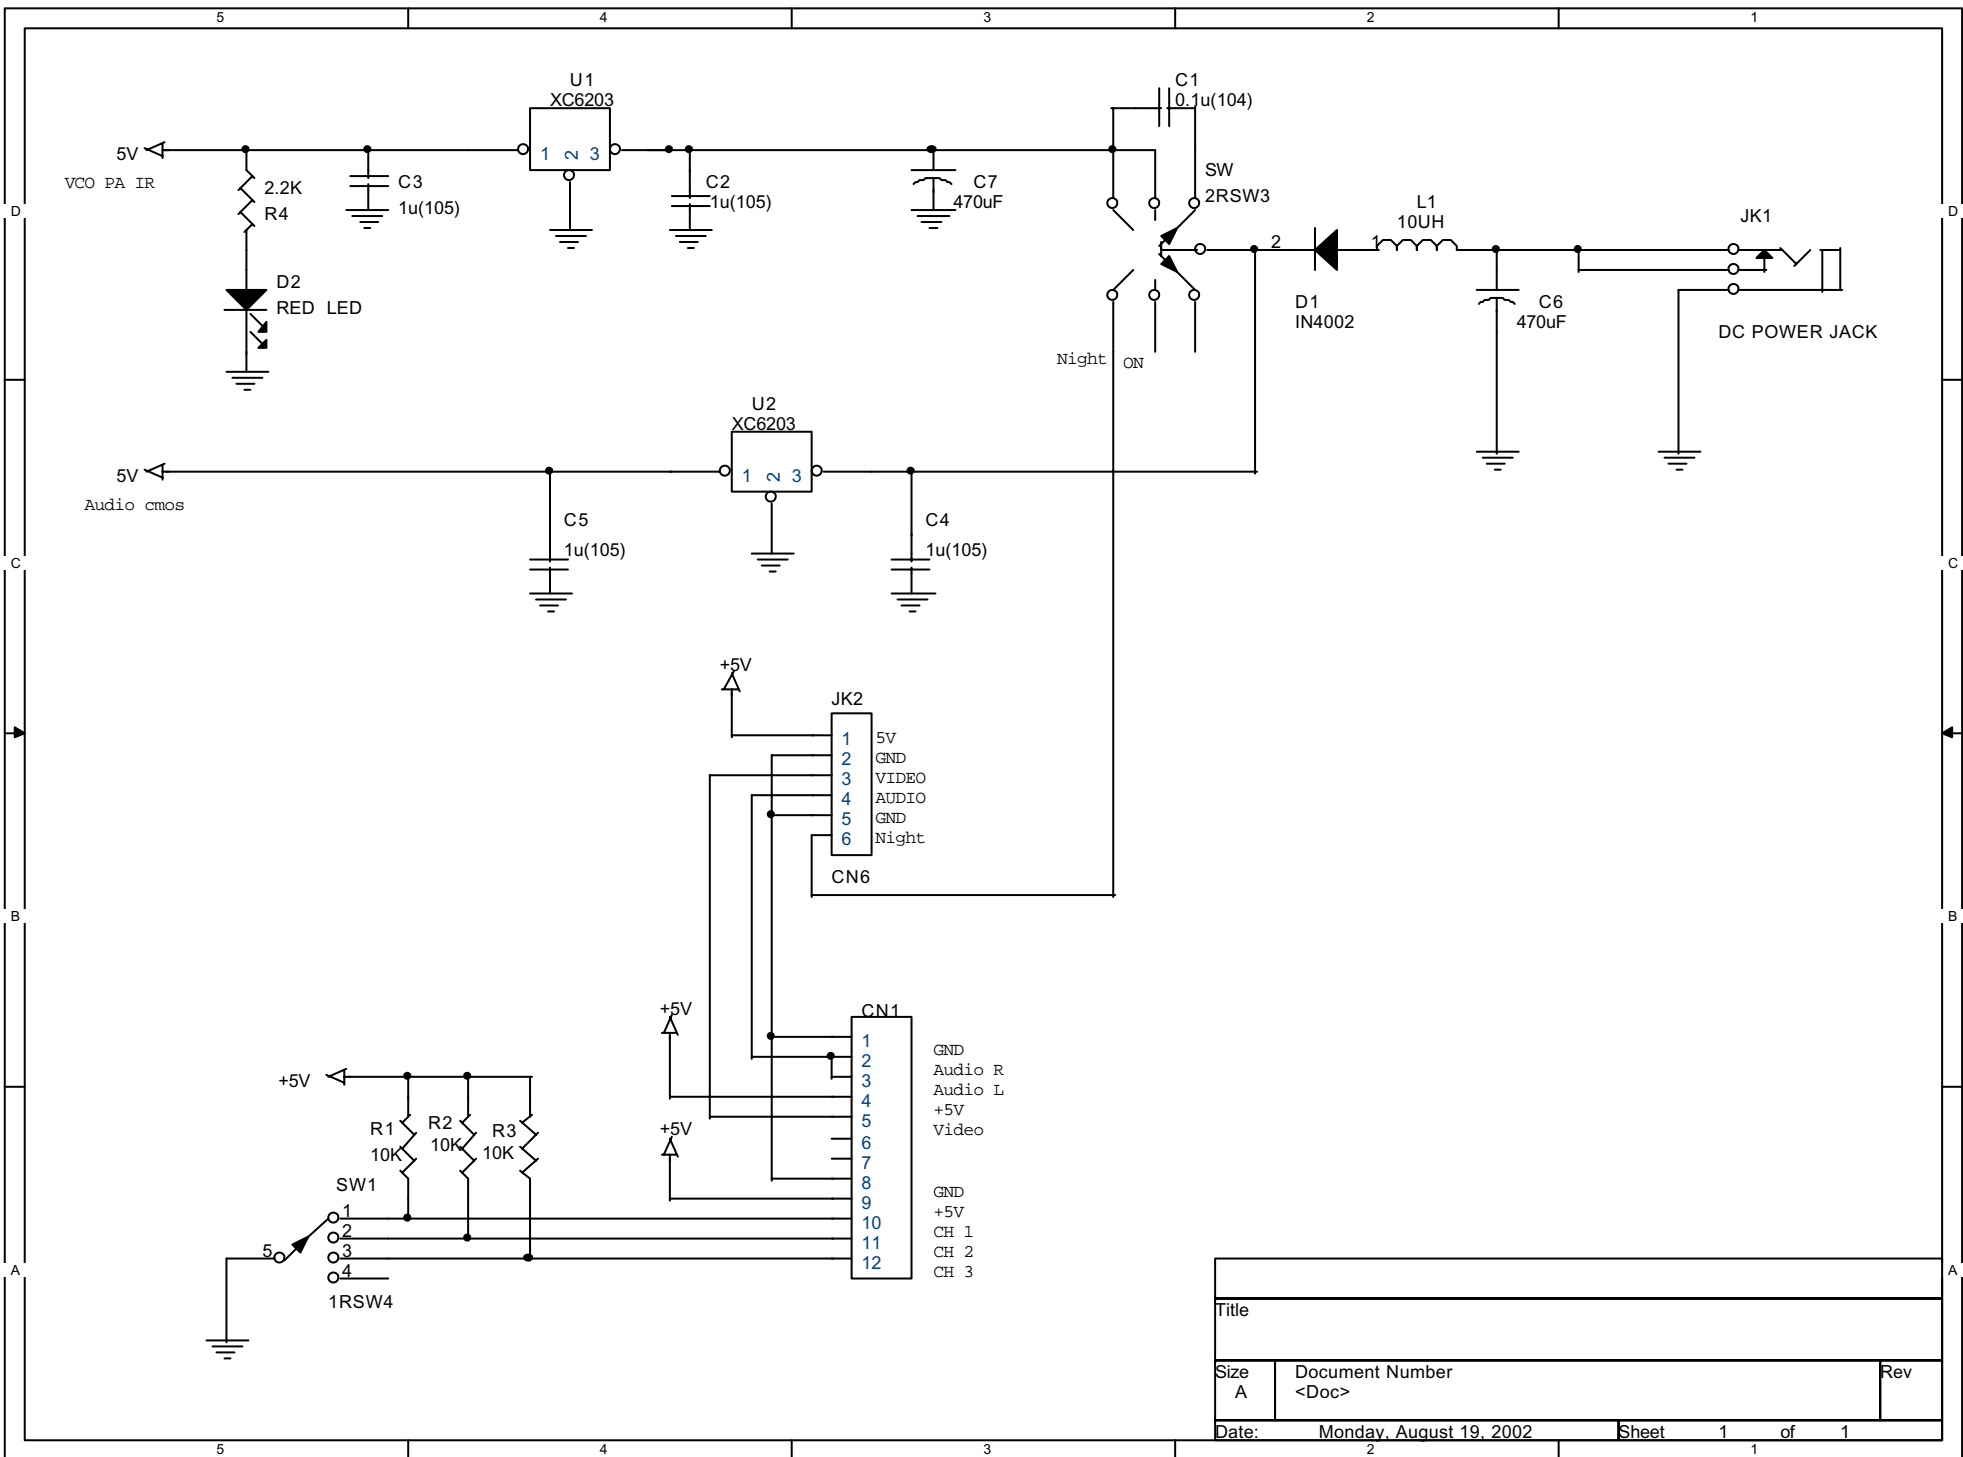 5 4 3 2 1
U1
XC6203
1 2 3
5V
VCO PA IR
2.2K
R4
C3
1u(105)
C2
1u(105)
C7
470uF
C1
0.1u(104)
SW
2RSW3
2
1
L1
10UH
JK1
D
D
D2
RED LED
D1
IN4002
C6
470uF
DC POWER JACK
Night
ON
U2
XC6203
1 2 3
5V
Audio cmos
C5
1u(105)
C4
1u(105)
C
C
+5V
JK2
1 5V
2 GND
3 VIDEO
4 AUDIO
5 GND
6 Night
CN6
B
B
+5V
CN1
1
2
3
4
5
6
7
8
9
10
11
12
GND
Audio R
Audio L
+5V
Video
GND
+5V
CH 1
CH 2
CH 3
+5V
+5V
R1
10K
R2
10K
R3
10K
SW1
1
2
3
4
5
1RSW4
A
A
Title
Size
A
Document Number
<Doc>
Rev
Date: Monday, August 19, 2002
Sheet 1 of 1
5 4 3 2 1